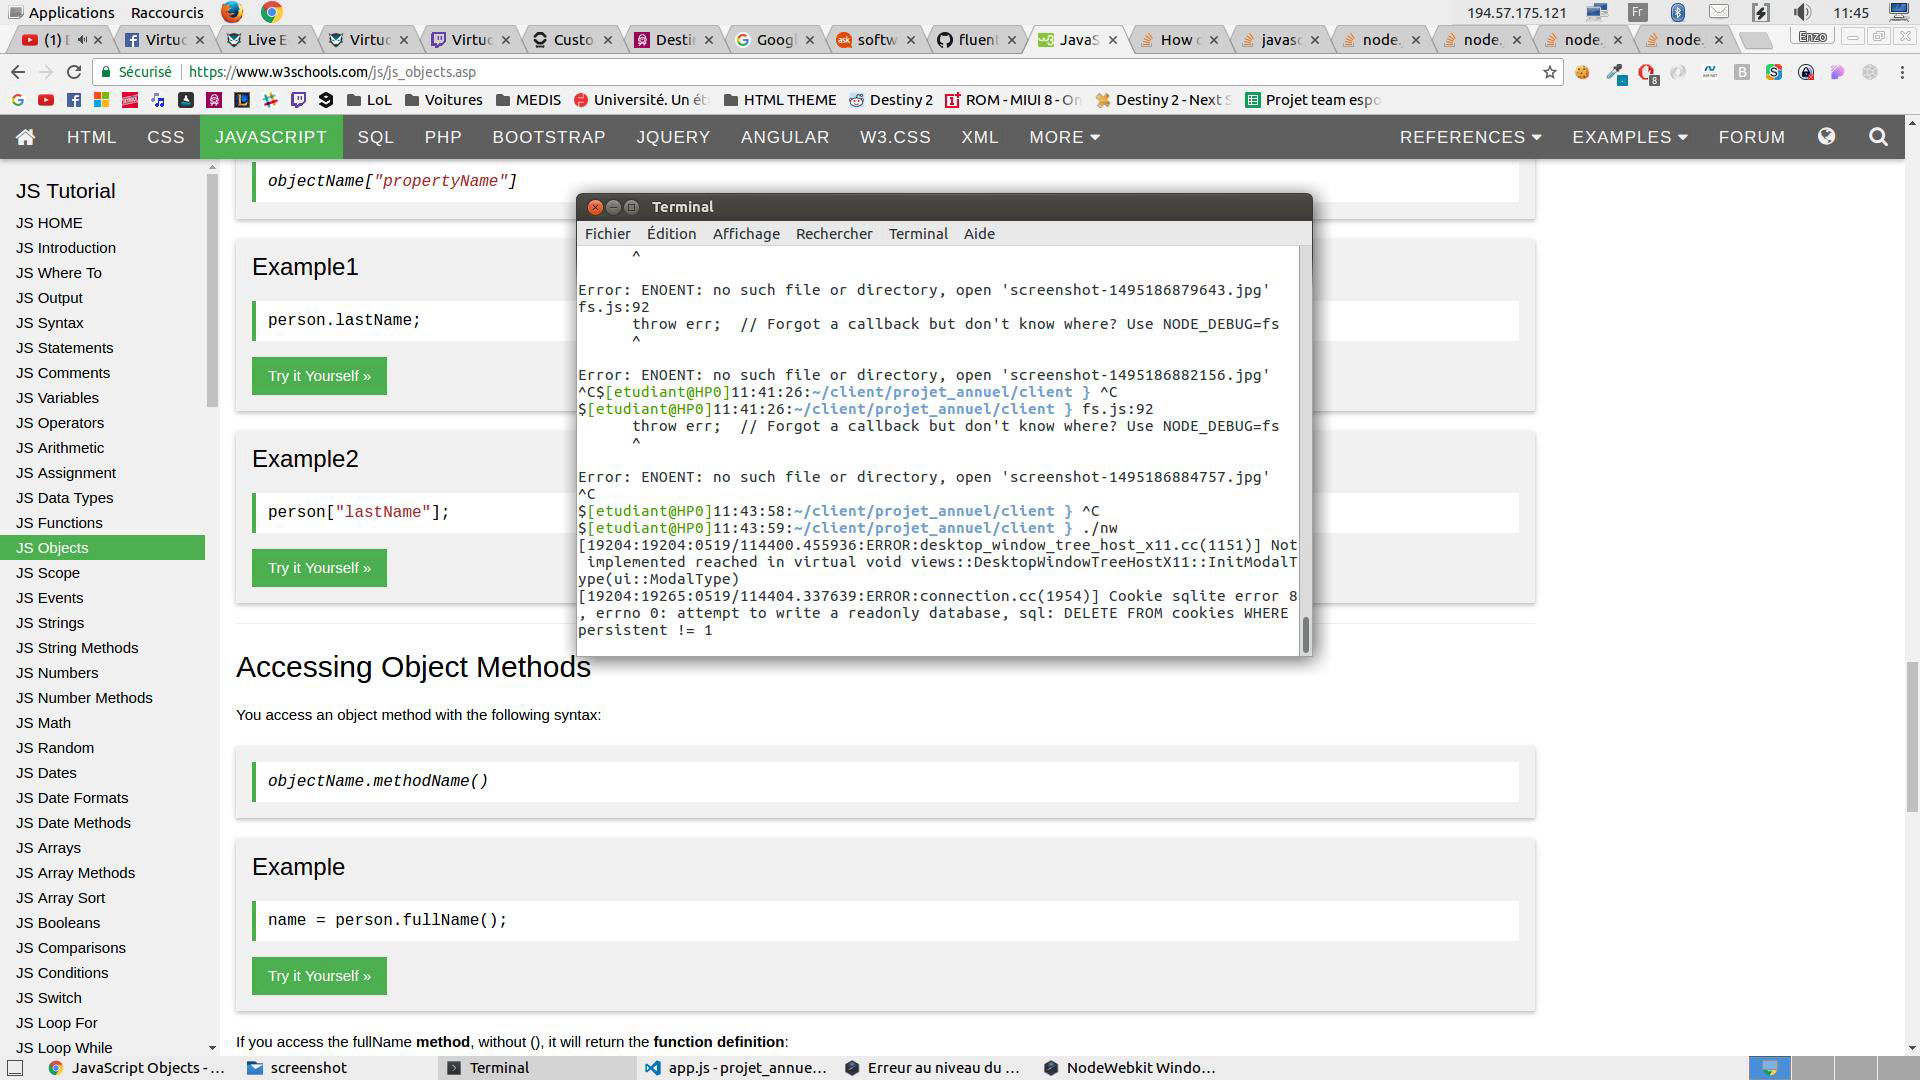 Applications Raccourcis 194.57.175.121 Fr 11:45
(1) Virtuo Live E Virtuo Virtuo Custo Desti Googl ask softw fluent JavaS How javasc node. node. node. node. Enzo
Sécurisé https://www.w3schools.com/js/js_objects.asp
LoL Voitures MEDIS Université. Un ét HTML THEME Destiny 2 ROM - MIUI 8 - On Destiny 2 - Next S Projet team espo
HTML CSS JAVASCRIPT SQL PHP BOOTSTRAP JQUERY ANGULAR W3.CSS XML MORE REFERENCES EXAMPLES FORUM
JS Tutorial
JS HOME
JS Introduction
JS Where To
JS Output
JS Syntax
JS Statements
JS Comments
JS Variables
JS Operators
JS Arithmetic
JS Assignment
JS Data Types
JS Functions
JS Objects
JS Scope
JS Events
JS Strings
JS String Methods
JS Numbers
JS Number Methods
JS Math
JS Random
JS Dates
JS Date Formats
JS Date Methods
JS Arrays
JS Array Methods
JS Array Sort
JS Booleans
JS Comparisons
JS Conditions
JS Switch
JS Loop For
JS Loop While
objectName["propertyName"]
Example1
person.lastName;
Try it Yourself »
Example2
person["lastName"];
Try it Yourself »
Terminal
Fichier Édition Affichage Rechercher Terminal Aide
^
Error: ENOENT: no such file or directory, open 'screenshot-1495186879643.jpg'
fs.js:92
throw err;  // Forgot a callback but don't know where? Use NODE_DEBUG=fs
^
Error: ENOENT: no such file or directory, open 'screenshot-1495186882156.jpg'
^C$[etudiant@HP0]11:41:26:~/client/projet_annuel/client } ^C
$[etudiant@HP0]11:41:26:~/client/projet_annuel/client } fs.js:92
throw err;  // Forgot a callback but don't know where? Use NODE_DEBUG=fs
^
Error: ENOENT: no such file or directory, open 'screenshot-1495186884757.jpg'
^C
$[etudiant@HP0]11:43:58:~/client/projet_annuel/client } ^C
$[etudiant@HP0]11:43:59:~/client/projet_annuel/client } ./nw
[19204:19204:0519/114400.455936:ERROR:desktop_window_tree_host_x11.cc(1151)] Not
implemented reached in virtual void views::DesktopWindowTreeHostX11::InitModalT
ype(ui::ModalType)
[19204:19265:0519/114404.337639:ERROR:connection.cc(1954)] Cookie sqlite error 8
, errno 0: attempt to write a readonly database, sql: DELETE FROM cookies WHERE
persistent != 1
Accessing Object Methods
You access an object method with the following syntax:
objectName.methodName()
Example
name = person.fullName();
Try it Yourself »
If you access the fullName method, without (), it will return the function definition:
JavaScript Objects - ... screenshot Terminal app.js - projet_annue... Erreur au niveau du ... NodeWebkit Windo...